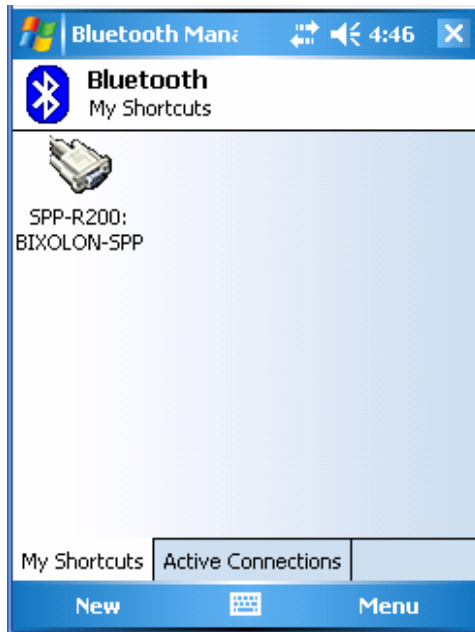 Bluetooth Mana 4:46
Bluetooth
My Shortcuts
SPP-R200:
BIXOLON-SPP
My Shortcuts Active Connections
New Menu